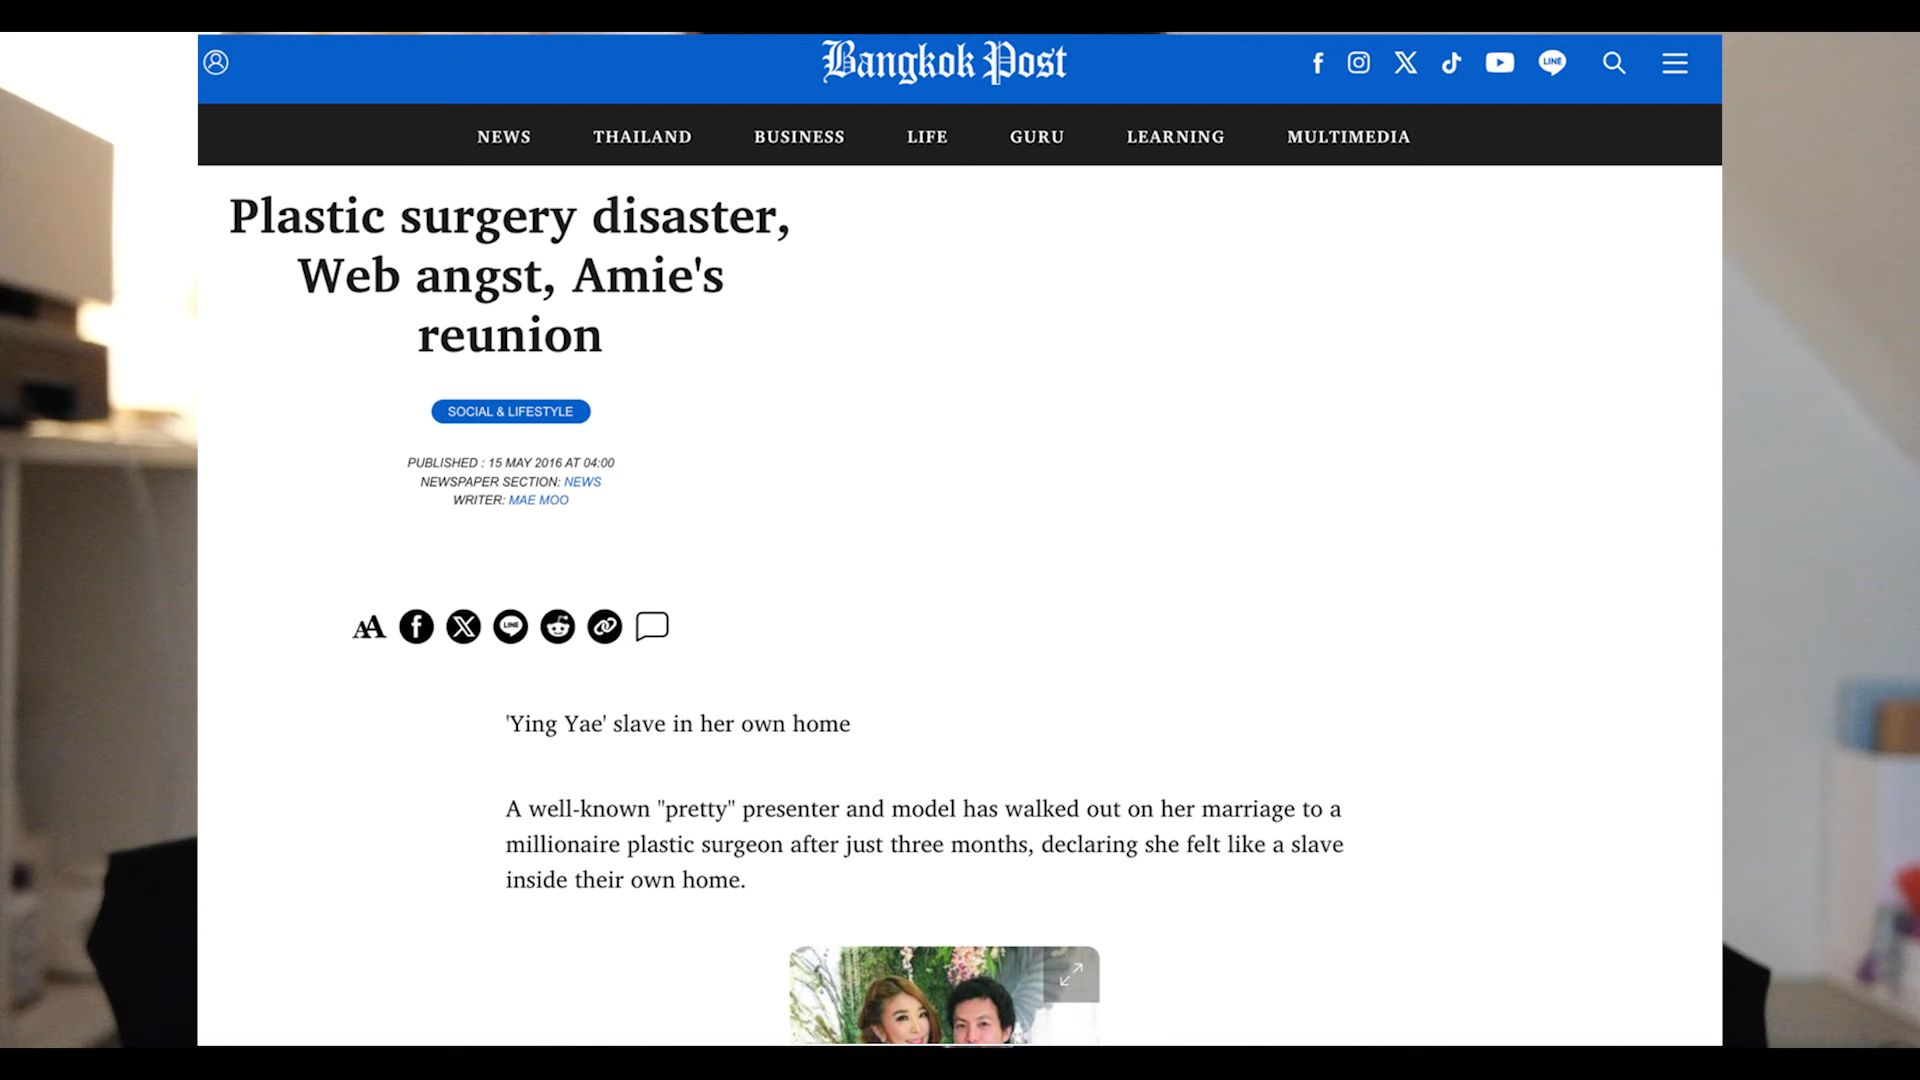 Bangkok Post
LINE
NEWS THAILAND BUSINESS LIFE GURU LEARNING MULTIMEDIA
Plastic surgery disaster,
Web angst, Amie's
reunion
SOCIAL & LIFESTYLE
PUBLISHED : 15 MAY 2016 AT 04:00
NEWSPAPER SECTION: NEWS
WRITER: MAE MOO
AA LINE
'Ying Yae' slave in her own home
A well-known "pretty" presenter and model has walked out on her marriage to a
millionaire plastic surgeon after just three months, declaring she felt like a slave
inside their own home.